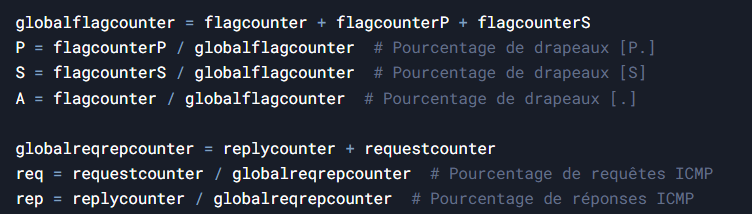 globalflagcounter = flagcounter + flagcounterP + flagcounterS
P = flagcounterP / globalflagcounter  # Pourcentage de drapeaux [P.]
S = flagcounterS / globalflagcounter  # Pourcentage de drapeaux [S]
A = flagcounter / globalflagcounter  # Pourcentage de drapeaux [.]
globalreqrepcounter = replycounter + requestcounter
req = requestcounter / globalreqrepcounter  # Pourcentage de requêtes ICMP
rep = replycounter / globalreqrepcounter  # Pourcentage de réponses ICMP